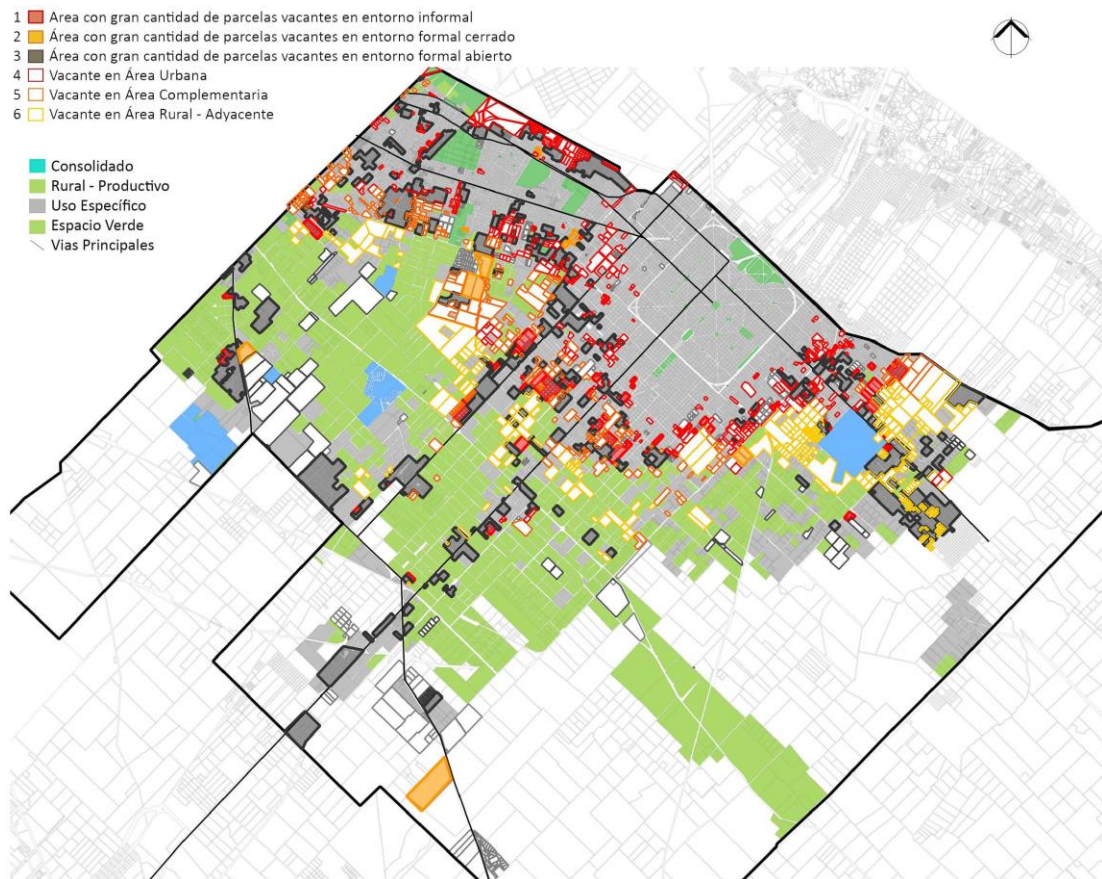 1 Area con gran cantidad de parcelas vacantes en entorno informal
2 Área con gran cantidad de parcelas vacantes en entorno formal cerrado
3 Área con gran cantidad de parcelas vacantes en entorno formal abierto
4 Vacante en Área Urbana
5 Vacante en Área Complementaria
6 Vacante en Área Rural - Adyacente
Consolidado
Rural - Productivo
Uso Específico
Espacio Verde
Vias Principales